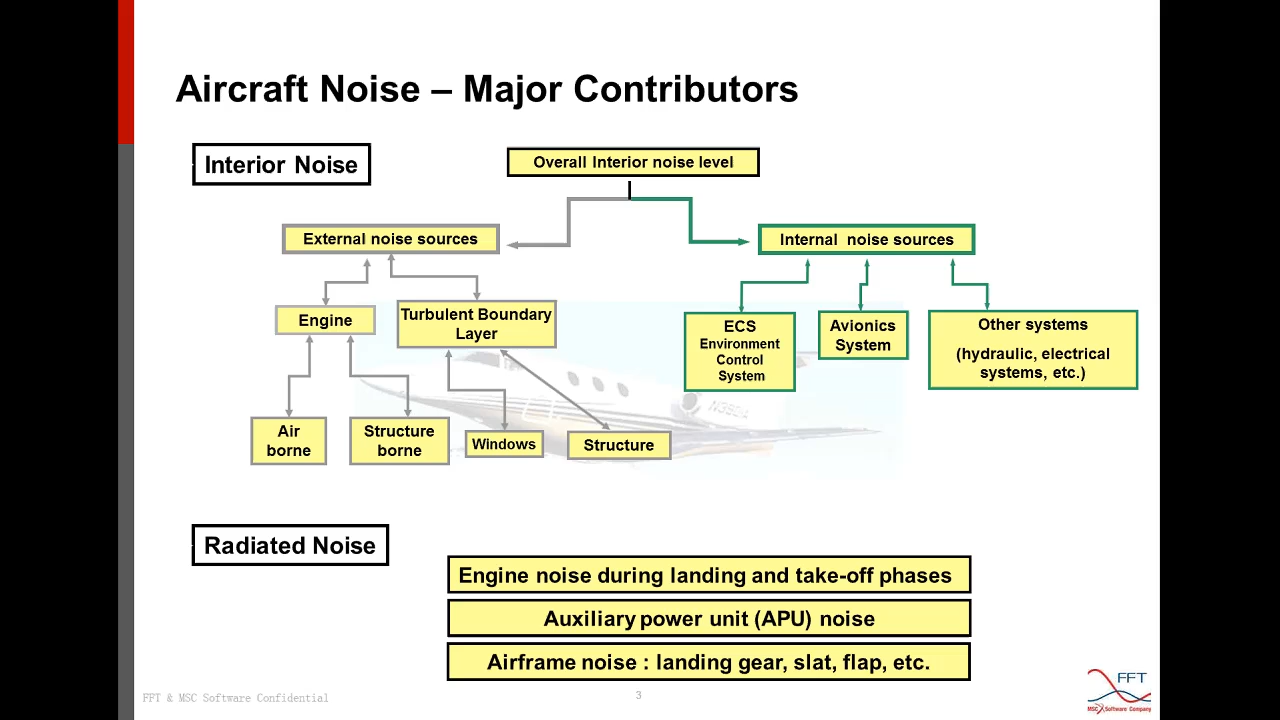 Aircraft Noise – Major Contributors
Interior Noise
Overall Interior noise level
External noise sources
Internal noise sources
Engine
Turbulent Boundary
Layer
ECS
Environment
Control
System
Avionics
System
Other systems
(hydraulic, electrical
systems, etc.)
Air
borne
Structure
borne
Windows
Structure
Radiated Noise
Engine noise during landing and take-off phases
Auxiliary power unit (APU) noise
Airframe noise : landing gear, slat, flap, etc.
FFT & MSC Software Confidential
3
FFT
MSC Software Company